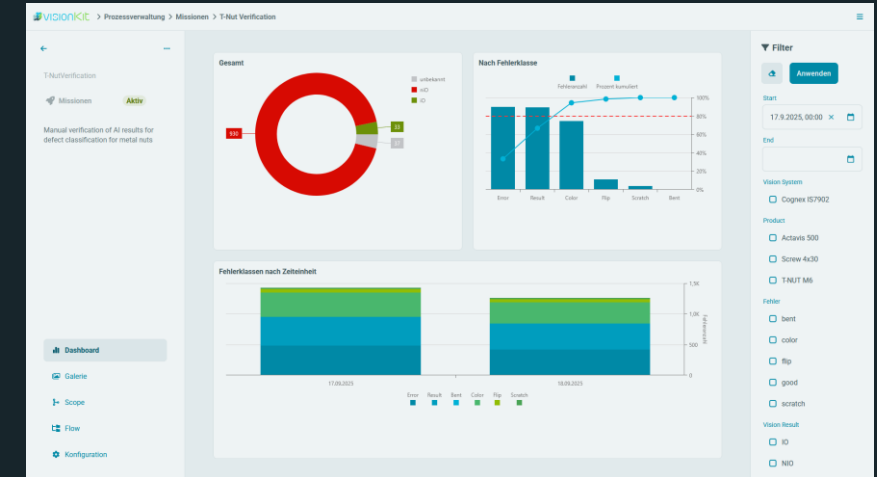 visionKit > Prozessverwaltung > Missionen > T-Nut Verification
T-NutVerification
Missionen Aktiv
Manual verification of AI results for
defect classification for metal nuts
Dashboard
Galerie
Scope
Flow
Konfiguration
Gesamt
unbekannt
niO
iO
930
33
37
Nach Fehlerklasse
Fehleranzahl Prozent kumuliert
100%
80%
60%
40%
20%
0%
Error Result Color Flip Scratch Bent
Fehlerklassen nach Zeiteinheit
1,5K
1,0K
500
0
Fehleranzahl
17.09.2025 18.09.2025
Error Result Bent Color Flip Scratch
Filter
Anwenden
Start
17.9.2025, 00:00
End
Vision System
Cognex IS7902
Product
Actavis 500
Screw 4x30
T-NUT M6
Fehler
bent
color
flip
good
scratch
Vision Result
IO
NIO